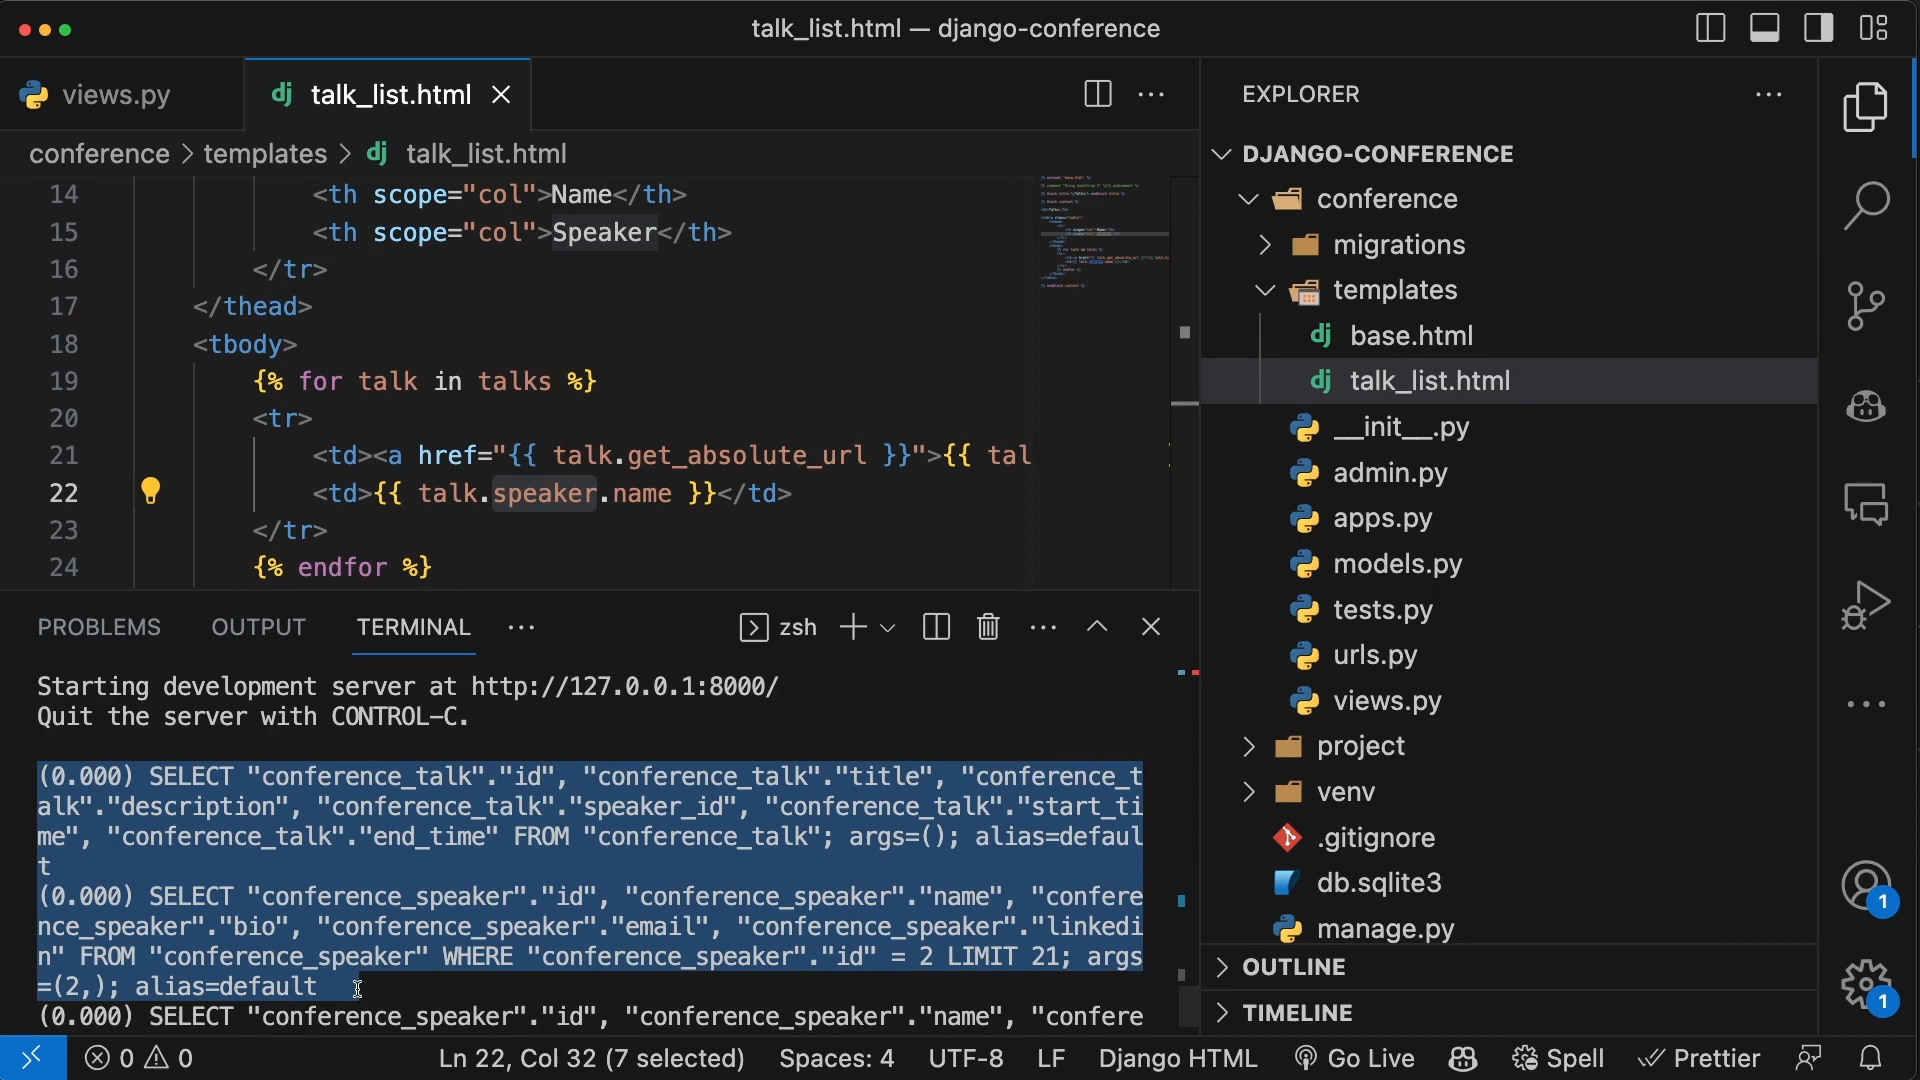 talk_list.html — django-conference
views.py
talk_list.html
EXPLORER
conference > templates > talk_list.html
DJANGO-CONFERENCE
14 <th scope="col">Name</th>
15 <th scope="col">Speaker</th>
16 </tr>
17 </thead>
18 <tbody>
19 {% for talk in talks %}
20 <tr>
21 <td><a href="{{ talk.get_absolute_url }}">{{ tal
22 <td>{{ talk.speaker.name }}</td>
23 </tr>
24 {% endfor %}
conference
migrations
templates
base.html
talk_list.html
__init__.py
admin.py
apps.py
models.py
tests.py
urls.py
views.py
project
venv
.gitignore
db.sqlite3
manage.py
OUTLINE
TIMELINE
PROBLEMS OUTPUT TERMINAL
zsh
Starting development server at http://127.0.0.1:8000/
Quit the server with CONTROL-C.
(0.000) SELECT "conference_talk"."id", "conference_talk"."title", "conference_t
alk"."description", "conference_talk"."speaker_id", "conference_talk"."start_ti
me", "conference_talk"."end_time" FROM "conference_talk"; args=(); alias=defaul
t
(0.000) SELECT "conference_speaker"."id", "conference_speaker"."name", "confere
nce_speaker"."bio", "conference_speaker"."email", "conference_speaker"."linkedi
n" FROM "conference_speaker" WHERE "conference_speaker"."id" = 2 LIMIT 21; args
=(2,); alias=default
(0.000) SELECT "conference_speaker"."id", "conference_speaker"."name", "confere
1
1
0 0
Ln 22, Col 32 (7 selected) Spaces: 4 UTF-8 LF Django HTML Go Live Spell Prettier